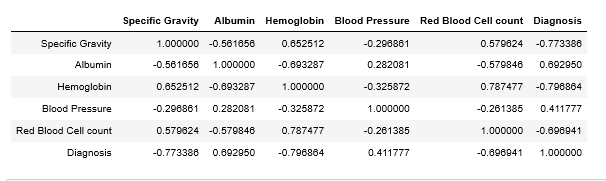 Specific Gravity Albumin Hemoglobin Blood Pressure Red Blood Cell count Diagnosis
Specific Gravity 1.000000 -0.561656 0.652512 -0.296861 0.579624 -0.773386
Albumin -0.561656 1.000000 -0.693287 0.282081 -0.579846 0.692950
Hemoglobin 0.652512 -0.693287 1.000000 -0.325872 0.787477 -0.796864
Blood Pressure -0.296861 0.282081 -0.325872 1.000000 -0.261385 0.411777
Red Blood Cell count 0.579624 -0.579846 0.787477 -0.261385 1.000000 -0.696941
Diagnosis -0.773386 0.692950 -0.796864 0.411777 -0.696941 1.000000